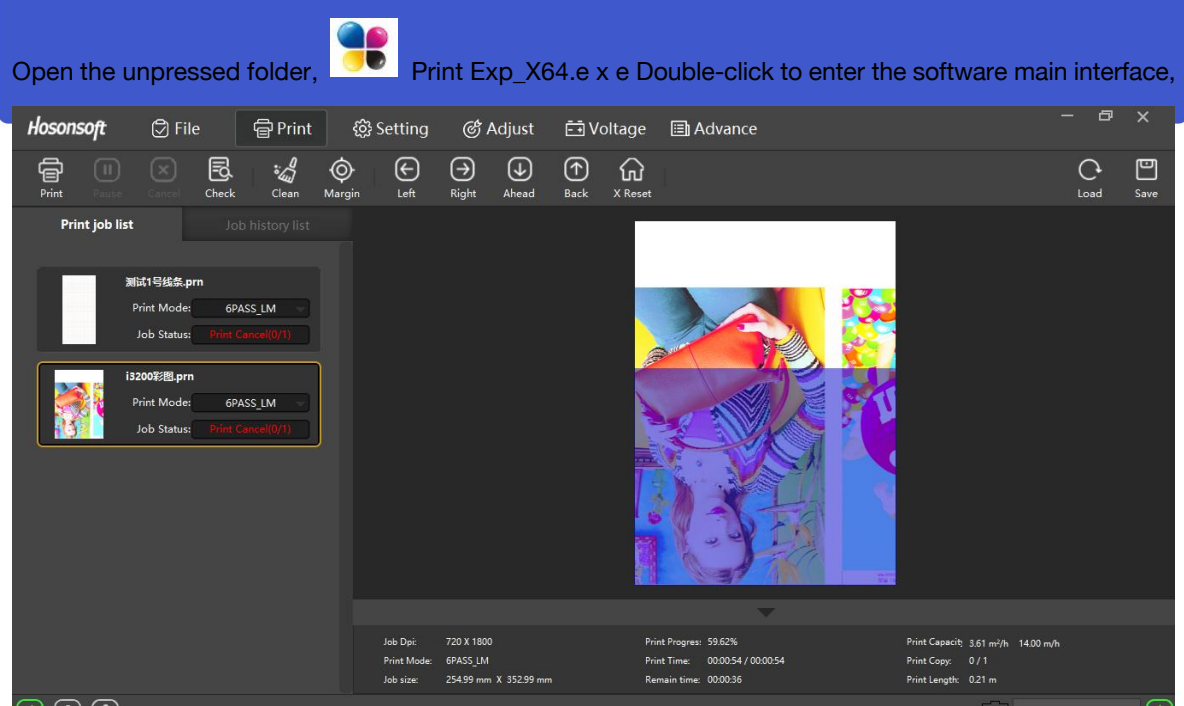 Open the unpressed folder, Print Exp_X64.e x e Double-click to enter the software main interface,
Hosonsoft File Print Setting Adjust Voltage Advance
Print Pause Cancel Check Clean Margin Left Right Ahead Back X Reset Load Save
Print job list Job history list
测试1号线条.prn
Print Mode: 6PASS_LM
Job Status: Print Cancel(0/1)
i3200彩图.prn
Print Mode: 6PASS_LM
Job Status: Print Cancel(0/1)
Job Dpi: 720 X 1800 Print Progres: 59.62% Print Capacity 3.61 m²/h 14.00 m/h
Print Mode: 6PASS_LM Print Time: 00:00:54 / 00:00:54 Print Copy: 0 / 1
Job size: 254.99 mm X 352.99 mm Remain time: 00:00:36 Print Length: 0.21 m